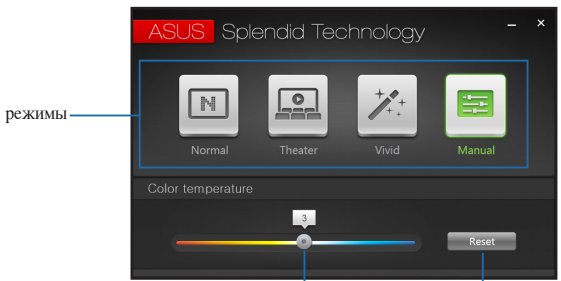 ASUS Splendid Technology
режимы
Normal Theater Vivid Manual
Color temperature
3
Reset